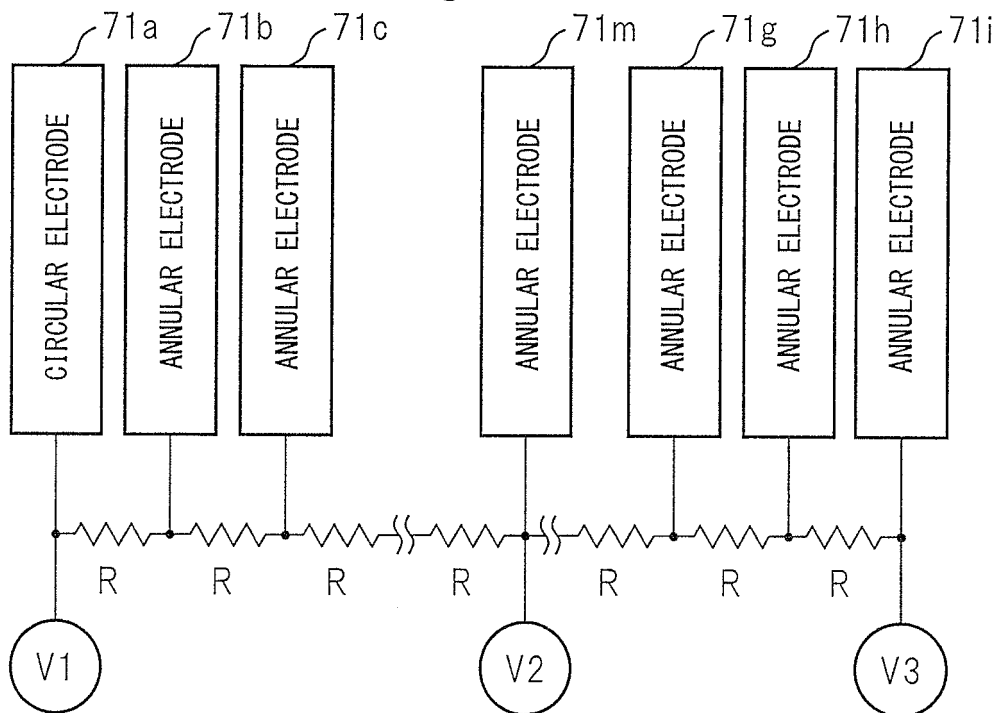 71a 71b 71c 71m 71g 71h 71i
CIRCULAR ELECTRODE
ANNULAR ELECTRODE
ANNULAR ELECTRODE
ANNULAR ELECTRODE
ANNULAR ELECTRODE
ANNULAR ELECTRODE
ANNULAR ELECTRODE
R R R R R R R
V1 V2 V3